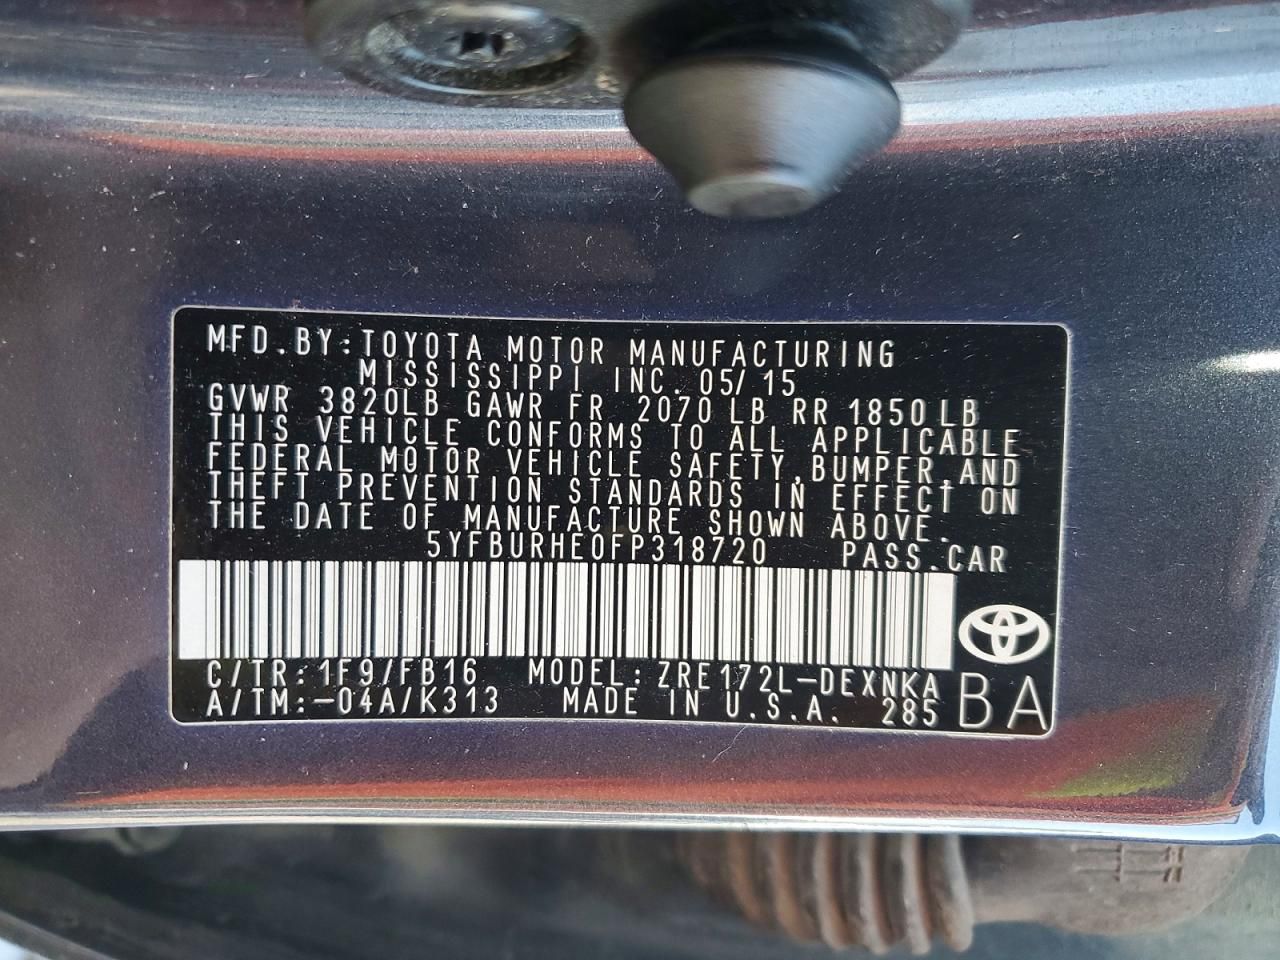 MFD.BY:TOYOTA MOTOR MANUFACTURING
MISSISSIPPI INC. 05/15
GVWR 3820LB GAWR FR 2070 LB RR 1850 LB
THIS VEHICLE CONFORMS TO ALL APPLICABLE
FEDERAL MOTOR VEHICLE SAFETY,BUMPER,AND
THEFT PREVENTION STANDARDS IN EFFECT ON
THE DATE OF MANUFACTURE SHOWN ABOVE.
5YFBURHE0FP318720 PASS.CAR
C/TR:1F9/FB16 MODEL:ZRE172L-DEXNKA
A/TM:-04A/K313 MADE IN U.S.A. 285 BA